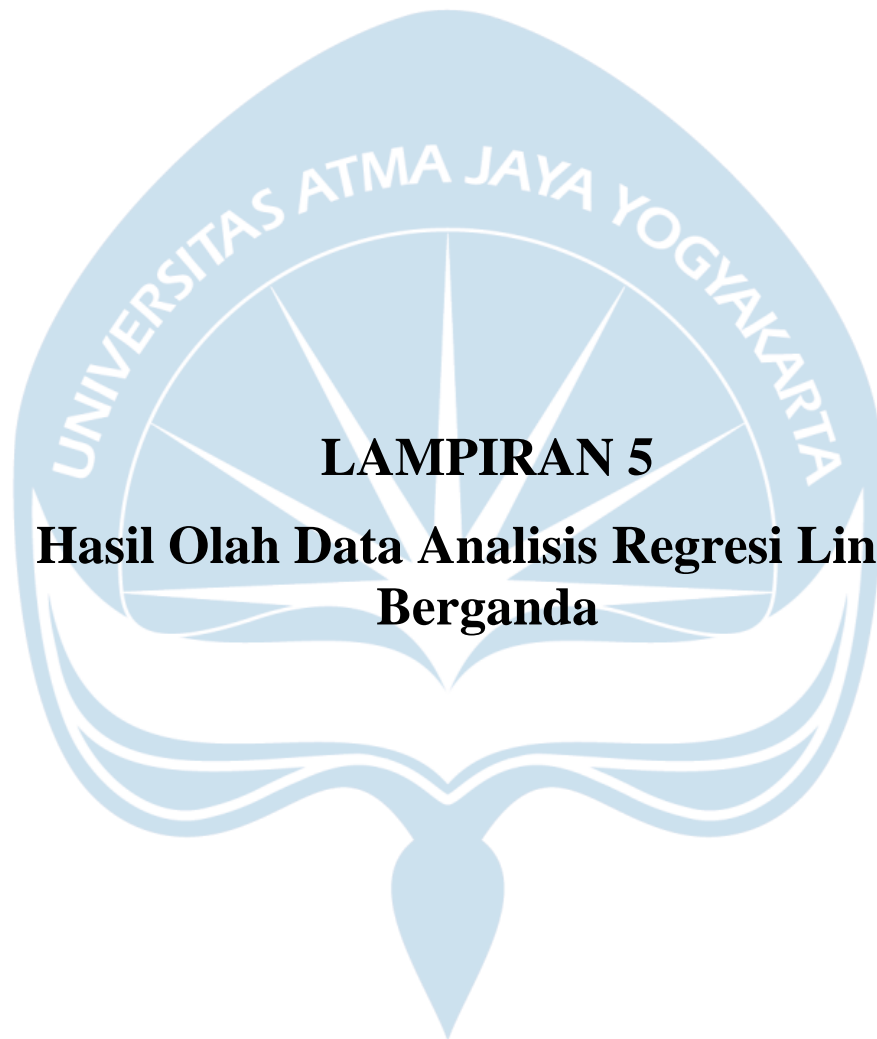 UNIVERSITAS ATMA JAYA YOGYAKARTA
LAMPIRAN 5
Hasil Olah Data Analisis Regresi Lin
Berganda